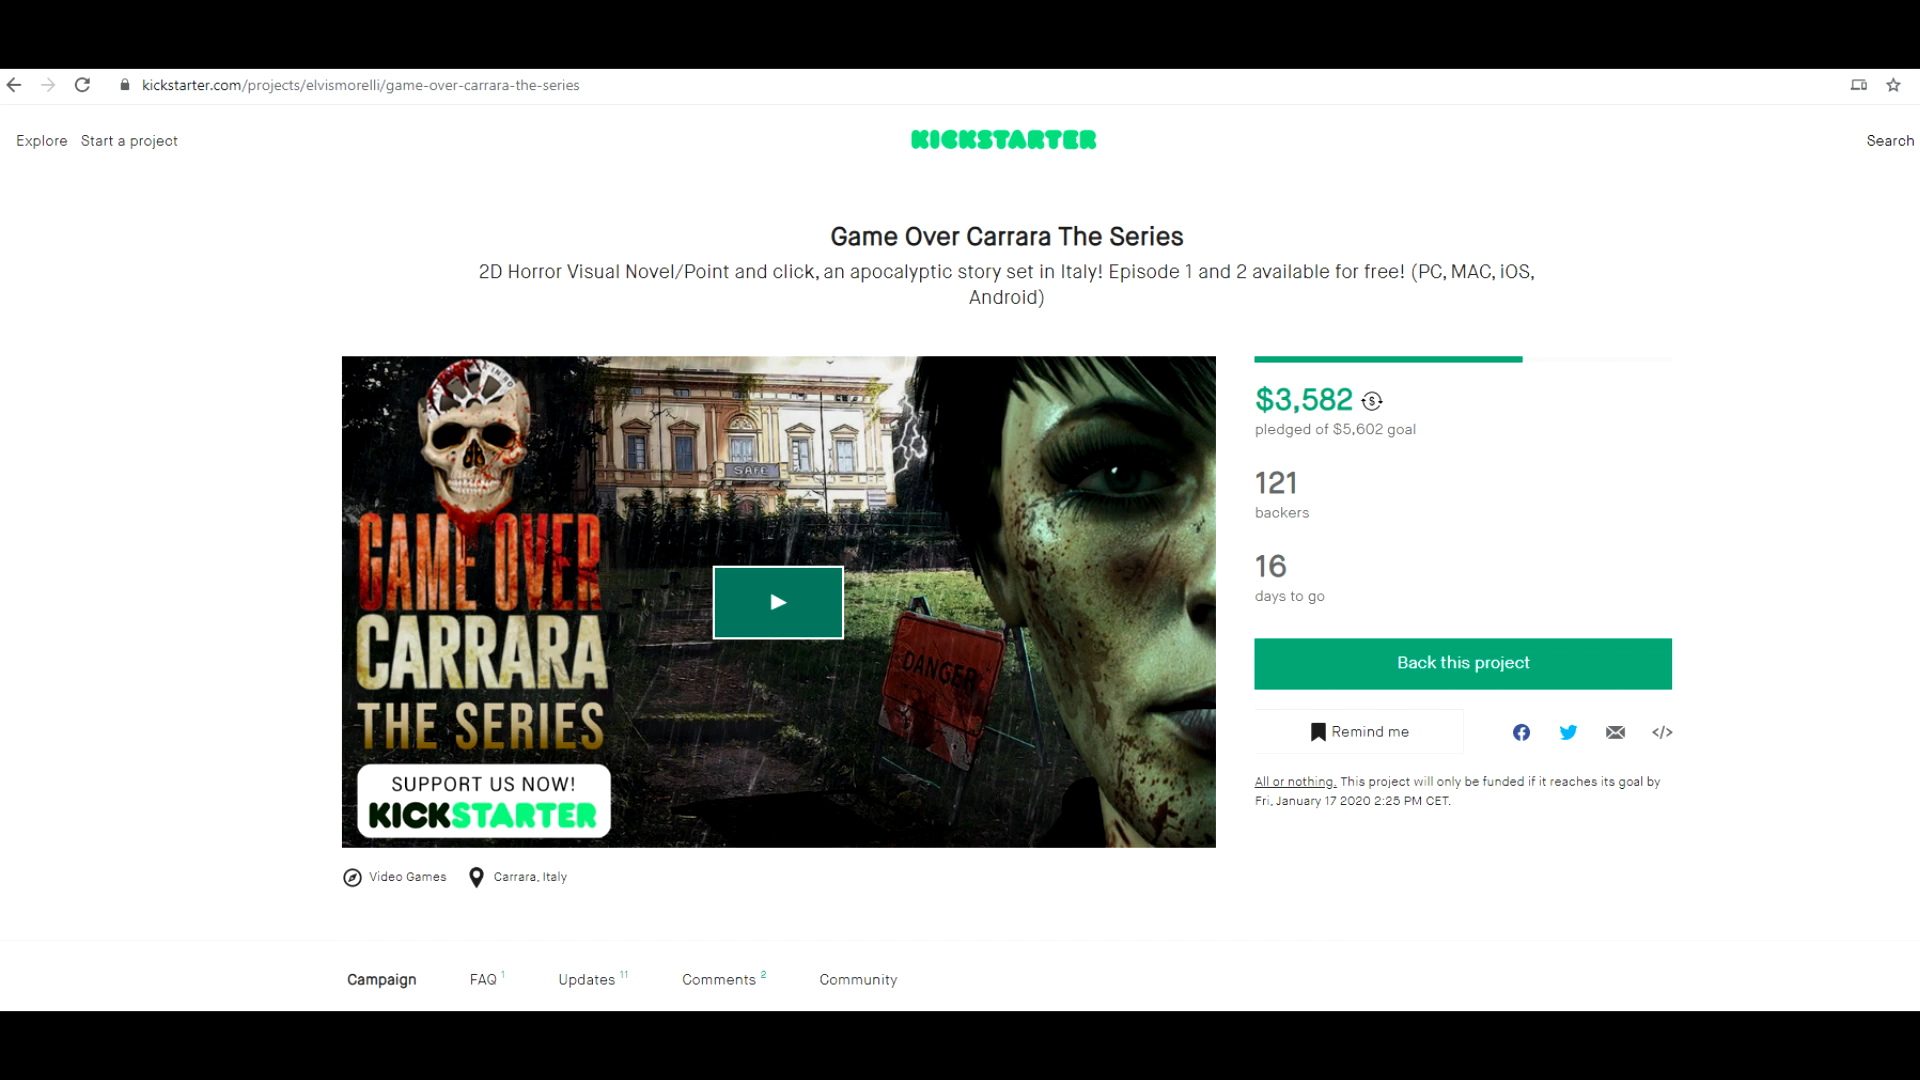 kickstarter.com/projects/elvismorelli/game-over-carrara-the-series
Explore Start a project
KICKSTARTER
Search
Game Over Carrara The Series
2D Horror Visual Novel/Point and click, an apocalyptic story set in Italy! Episode 1 and 2 available for free! (PC, MAC, iOS,
Android)
SAFE
DANGER
GAME OVER
CARRARA
THE SERIES
SUPPORT US NOW!
KICKSTARTER
$3,582
pledged of $5,602 goal
121
backers
16
days to go
Back this project
Remind me
All or nothing. This project will only be funded if it reaches its goal by
Fri, January 17 2020 2:25 PM CET.
Video Games Carrara, Italy
Campaign FAQ 1 Updates 11 Comments 2 Community